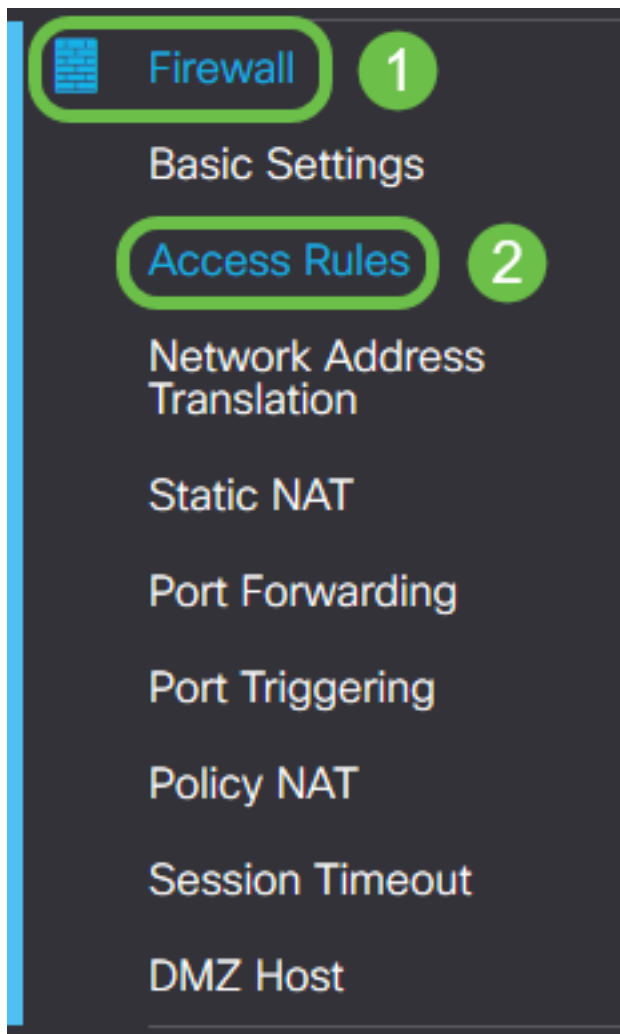 Firewall 1
Basic Settings
Access Rules 2
Network Address
Translation
Static NAT
Port Forwarding
Port Triggering
Policy NAT
Session Timeout
DMZ Host